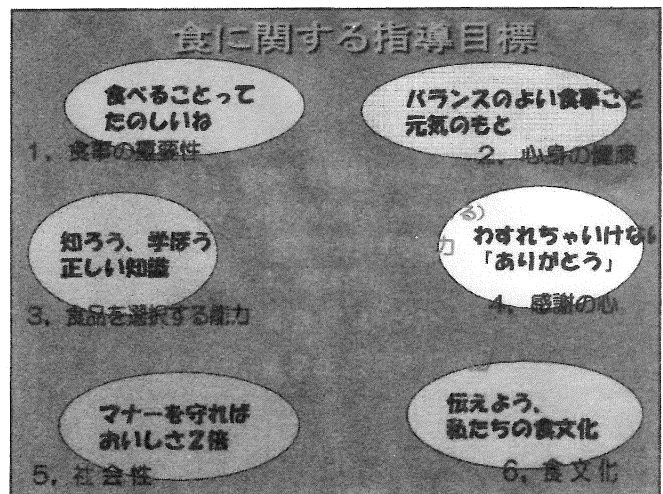 食に関する指導目標
食べることって
たのしいね
1，食事の重要性
バランスのよい食事こそ
元気のもと
2，心身の健康
知ろう、学ぼう
正しい知識
3，食品を選択する能力
る）
力
わすれちゃいけない
「ありがとう」
4，感謝の心
マナーを守れば
おいしさ2倍
5，社会性
伝えよう、
私たちの食文化
6，食文化